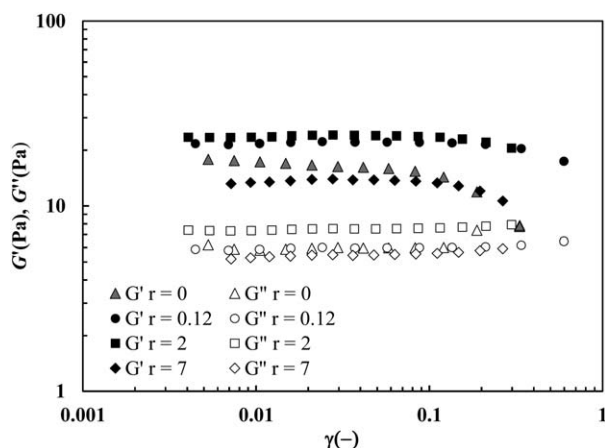 100
10
1
G'(Pa), G''(Pa)
G' r = 0 G'' r = 0
G' r = 0.12 G'' r = 0.12
G' r = 2 G'' r = 2
G' r = 7 G'' r = 7
0.001 0.01 0.1 1
γ(–)